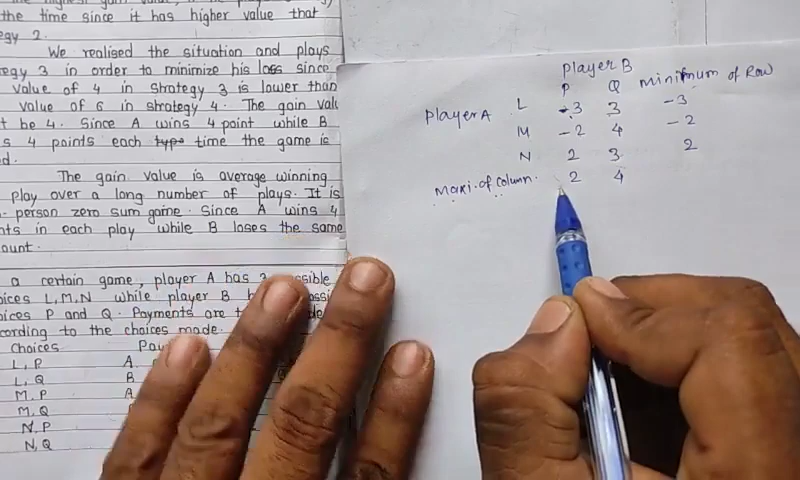 the time since it has higher value that
egy 2.
We realised the situation and plays
egy 3 in order to minimize his loss since
value of 4 in strategy 3 is lower than
value of 6 in strategy 4. The gain valu
t be 4. Since A wins 4 point while B
s 4 points each time the game is
d.
The gain value is average winning
play over a long number of plays. It is
person zero sum game. Since A wins 4
nts in each play while B loses the same
ount.
a certain game, player A has 3 possible
oices L, M, N while player B
oices P and Q. Payments are
cording to the choices made.
Choices Pay
L, P A
L, Q B
M, P A
M, Q
N, P
N, Q
Player B
P Q Minimum of Row
Player A L -3 3 -3
M -2 4 -2
N 2 3 2
Maxi. of column. 2 4